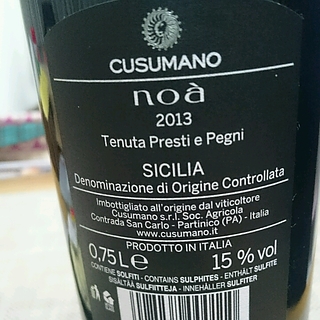 CUSUMANO
noà
2013
Tenuta Presti e Pegni
SICILIA
Denominazione di Origine Controllata
Imbottigliato all'origine dal viticoltore
Cusumano s.r.l. Soc. Agricola
Contrada San Carlo - Partinico (PA) - Italia
www.cusumano.it
PRODOTTO IN ITALIA
0,75L e 15 % vol
CONTIENE SOLFITI - CONTAINS SULPHITES - ENTHÄLT SULFITE
SISÄLTÄÄ SULFIITTEJA - INNEHÅLLER SULFITER